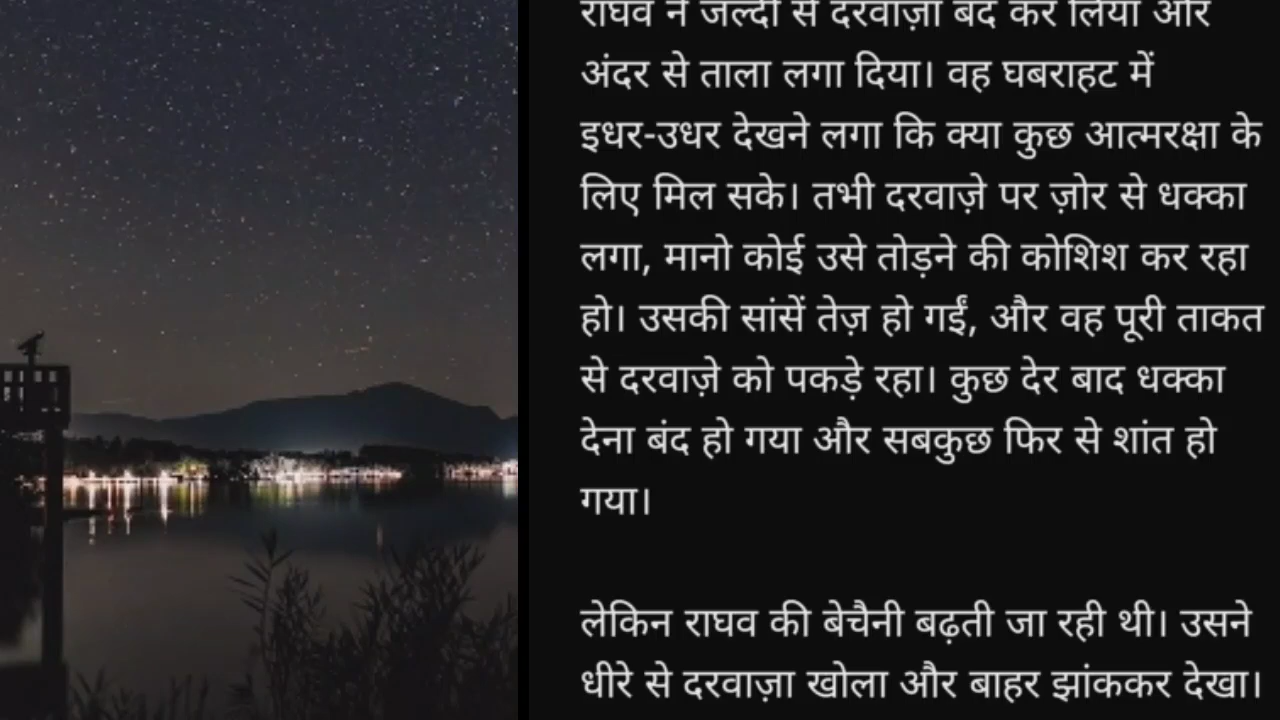 राघव ने जल्दी से दरवाज़ा बंद कर लिया और
अंदर से ताला लगा दिया। वह घबराहट में
इधर-उधर देखने लगा कि क्या कुछ आत्मरक्षा के
लिए मिल सके। तभी दरवाज़े पर ज़ोर से धक्का
लगा, मानो कोई उसे तोड़ने की कोशिश कर रहा
हो। उसकी सांसें तेज़ हो गईं, और वह पूरी ताकत
से दरवाज़े को पकड़े रहा। कुछ देर बाद धक्का
देना बंद हो गया और सबकुछ फिर से शांत हो
गया।
लेकिन राघव की बेचैनी बढ़ती जा रही थी। उसने
धीरे से दरवाज़ा खोला और बाहर झांककर देखा।